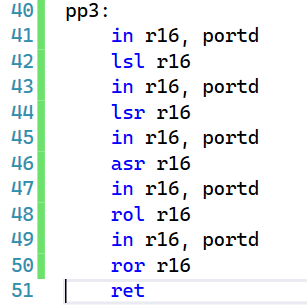 40 pp3:
41 in r16, portd
42 lsl r16
43 in r16, portd
44 lsr r16
45 in r16, portd
46 asr r16
47 in r16, portd
48 rol r16
49 in r16, portd
50 ror r16
51 ret